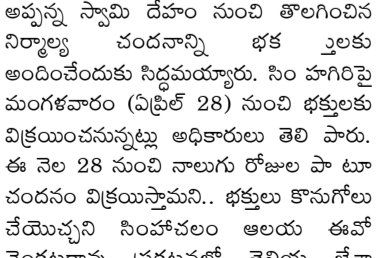 అప్పన్న స్వామి దేహం నుంచి తొలగించిన
నిర్మాల్య చందనాన్ని భక ్తులకు
అందించేందుకు సిద్ధమయ్యారు. సిం హగిరిపై
మంగళవారం (ఏప్రిల్ 28) నుంచి భక్తులకు
విక్రయించనున్నట్లు అధికారులు తెలి పారు.
ఈ నెల 28 నుంచి నాలుగు రోజుల పా టూ
చందనం విక్రయిస్తామని.. భక్తులు కొనుగోలు
చేయొచ్చని సింహాచలం ఆలయ ఈవో